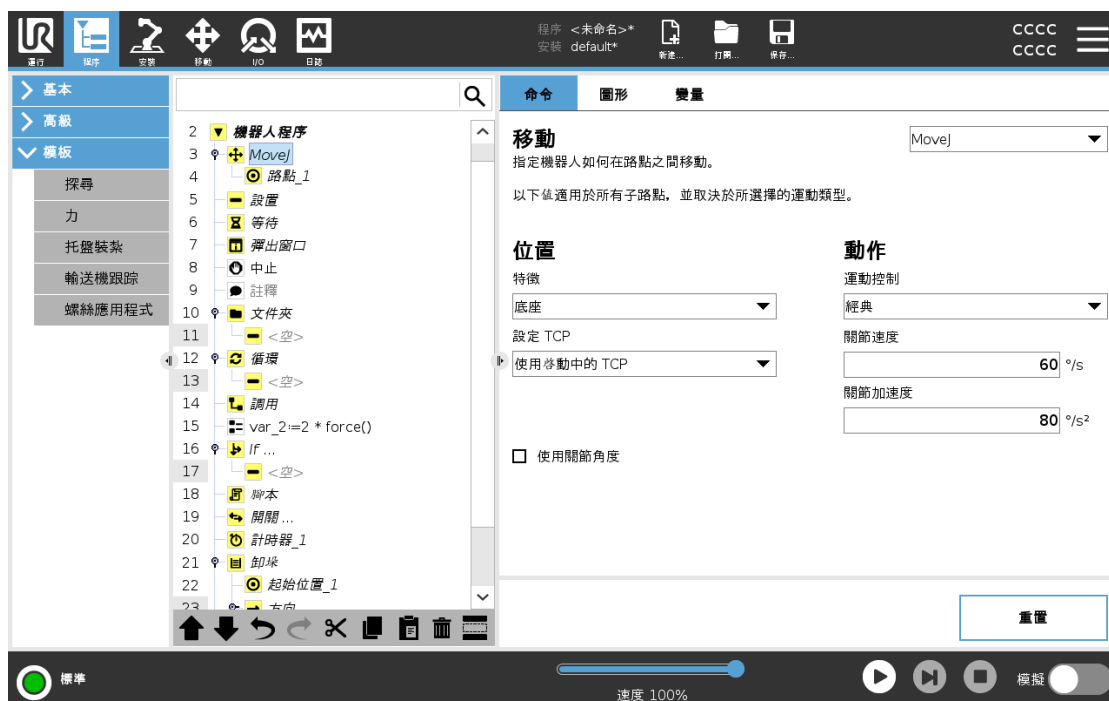 運行
程序
安裝
移動
I/O
日誌
程序 <未命名>*
安裝 default*
新建...
打開...
保存...
cccc
cccc
基本
高級
模板
探尋
力
托盤裝紮
輸送機跟踪
螺絲應用程式
2 機器人程序
3 MoveJ
4 路點_1
5 設置
6 等待
7 彈出窗口
8 中止
9 註釋
10 文件夾
11 <空>
12 循環
13 <空>
14 調用
15 var_2:=2 * force()
16 If ...
17 <空>
18 腳本
19 開關 ...
20 計時器_1
21 卸垛
22 起始位置_1
23 方向
命令
圖形
變量
移動
MoveJ
指定機器人如何在路點之間移動。
以下值適用於所有子路點，並取決於所選擇的運動類型。
位置
特徵
底座
設定 TCP
使用啓動中的 TCP
使用關節角度
動作
運動控制
經典
關節速度
60 °/s
關節加速度
80 °/s²
重置
標準
速度 100%
模擬